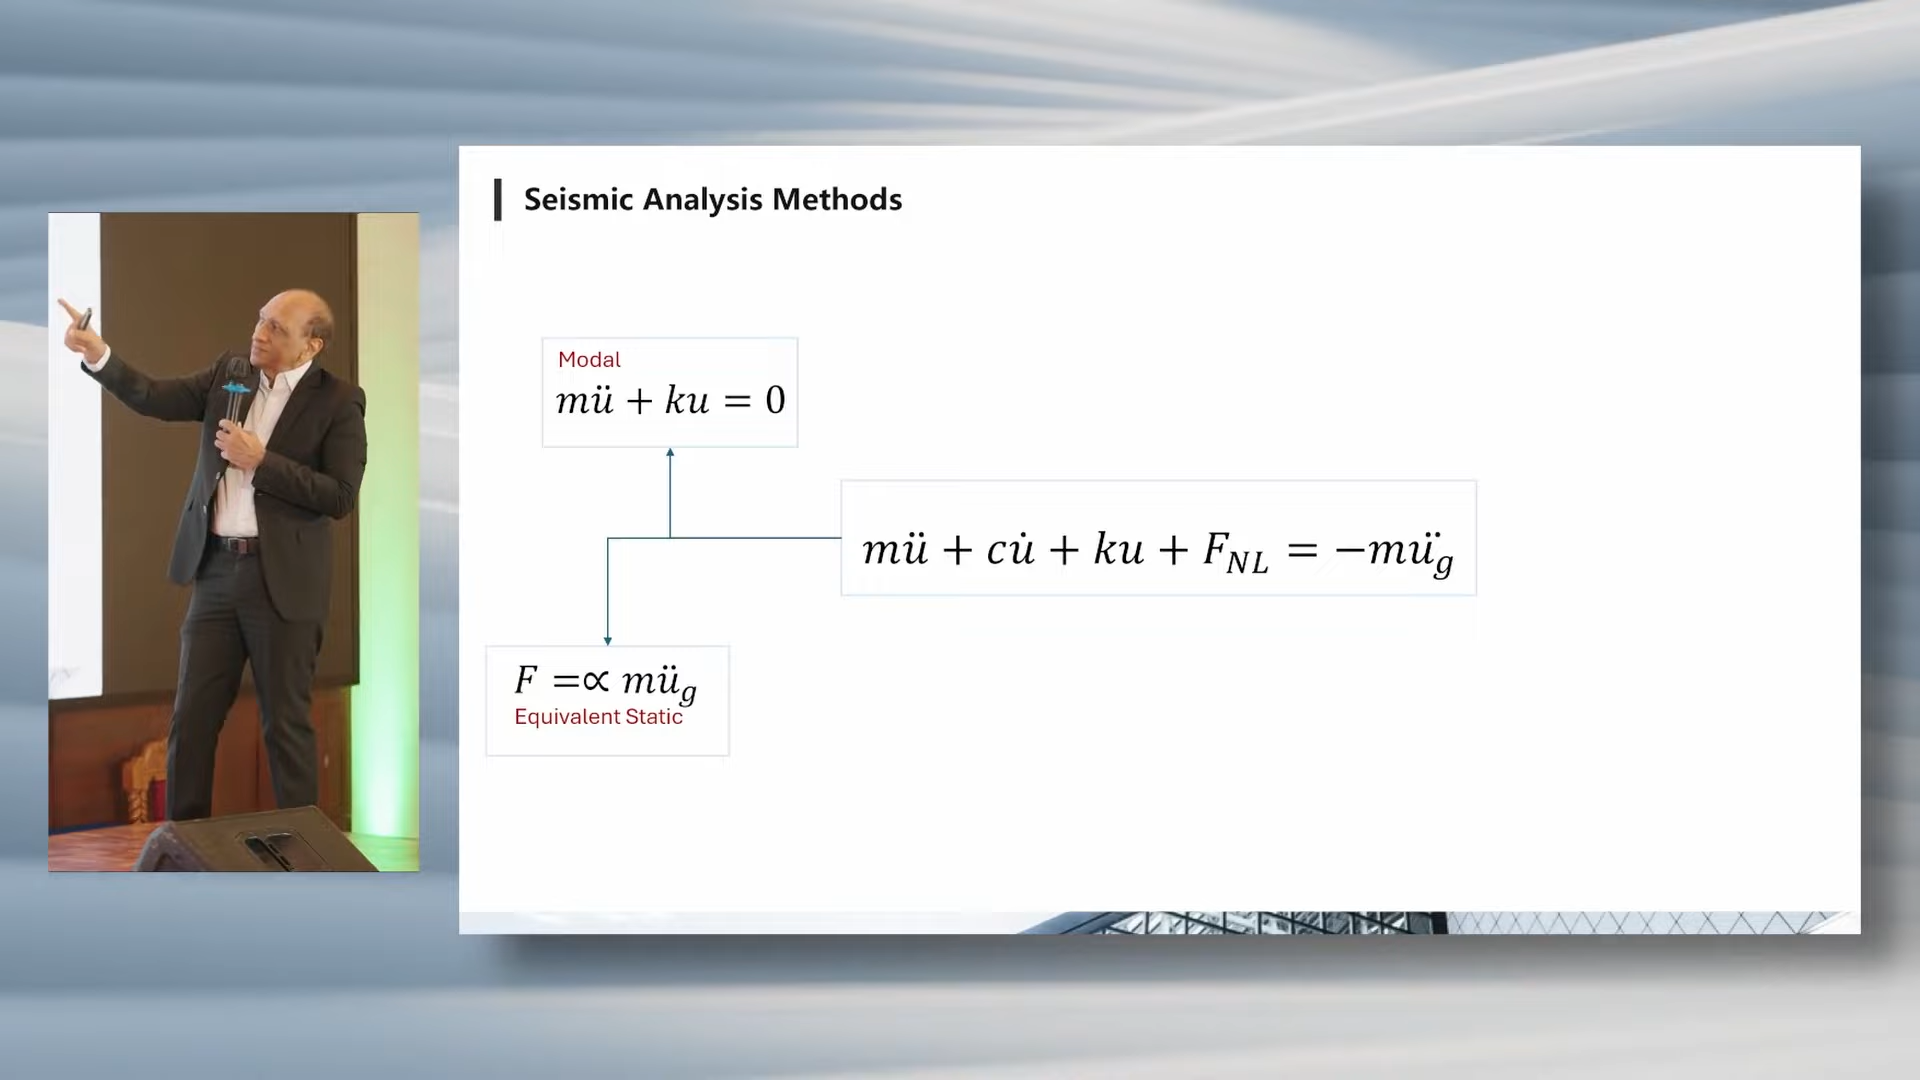 Seismic Analysis Methods
Modal
mü + ku = 0
mü + cu̇ + ku + F_NL = −mü_g
F =∝ mü_g
Equivalent Static